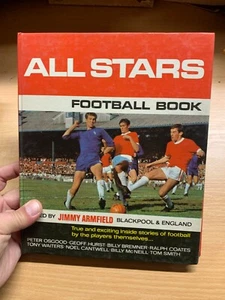 ALL STARS
FOOTBALL BOOK
ED BY JIMMY ARMFIELD BLACKPOOL & ENGLAND
True and exciting inside stories of football
by the players themselves...
PETER OSGOOD·GEOFF HURST·BILLY BREMNER·RALPH COATES
TONY WAITERS·NOEL CANTWELL·BILLY McNEILL·TOM SMITH